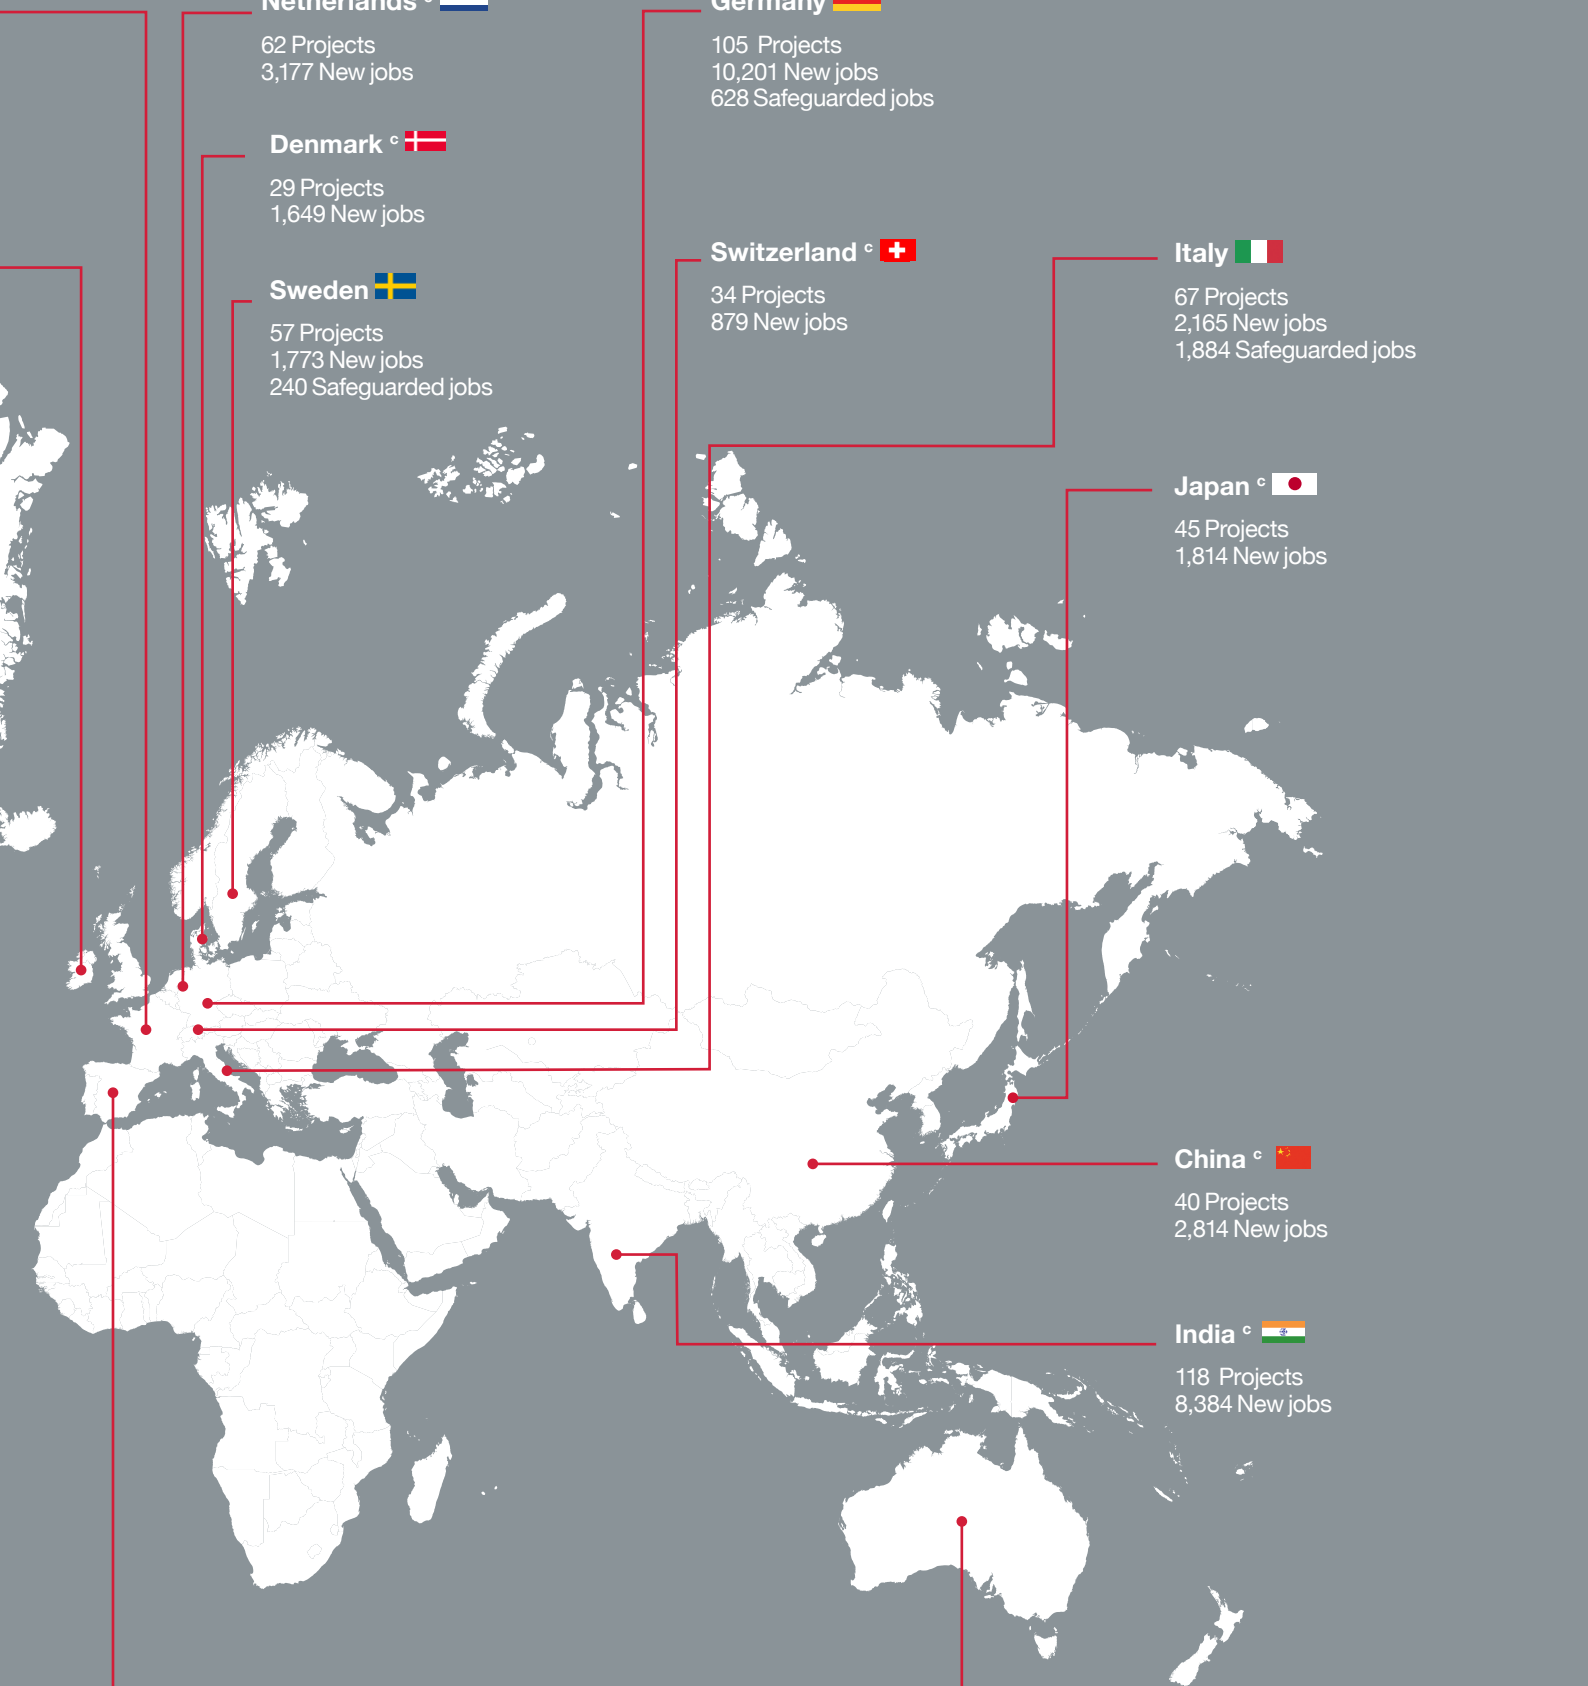 Netherlands c
62 Projects
3,177 New jobs
Germany
105 Projects
10,201 New jobs
628 Safeguarded jobs
Denmark c
29 Projects
1,649 New jobs
Sweden
57 Projects
1,773 New jobs
240 Safeguarded jobs
Switzerland c
34 Projects
879 New jobs
Italy
67 Projects
2,165 New jobs
1,884 Safeguarded jobs
Japan c
45 Projects
1,814 New jobs
China c
40 Projects
2,814 New jobs
India c
118 Projects
8,384 New jobs